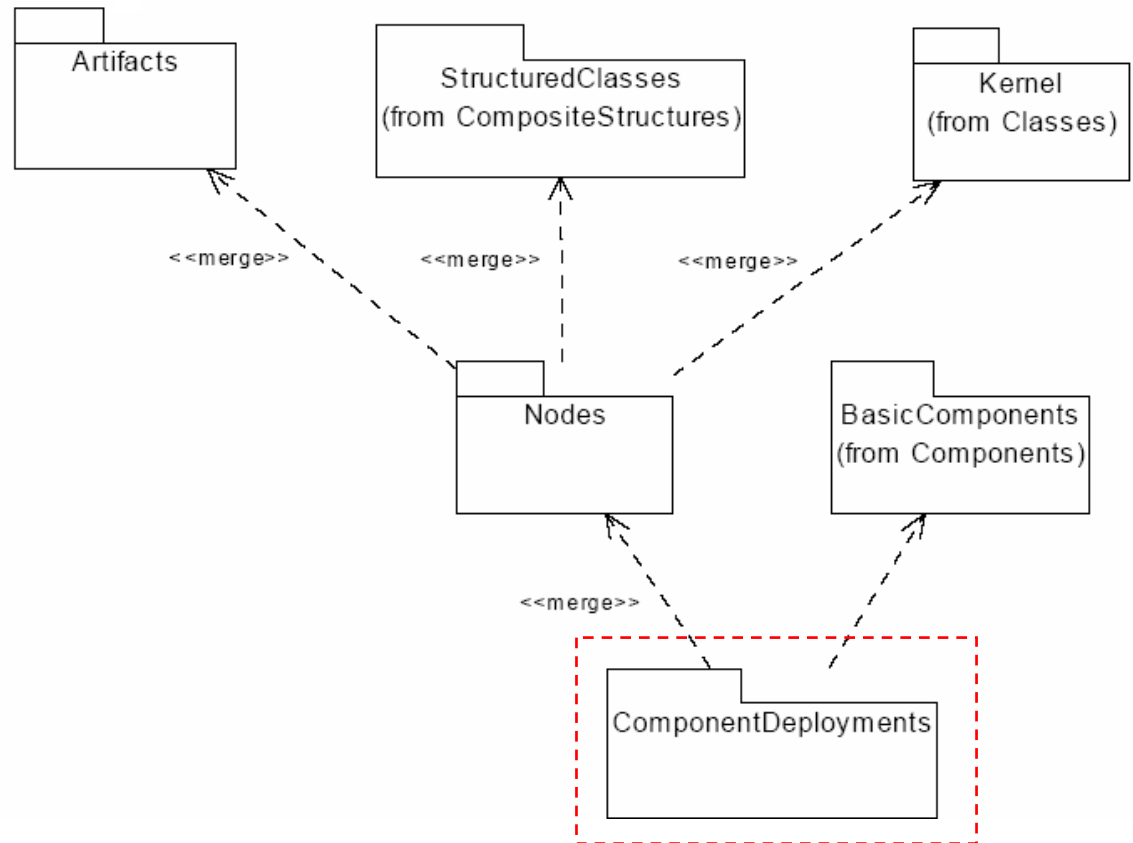 Artifacts
StructuredClasses
(from CompositeStructures)
Kernel
(from Classes)
<<merge>>
<<merge>>
<<merge>>
Nodes
BasicComponents
(from Components)
<<merge>>
ComponentDeployments